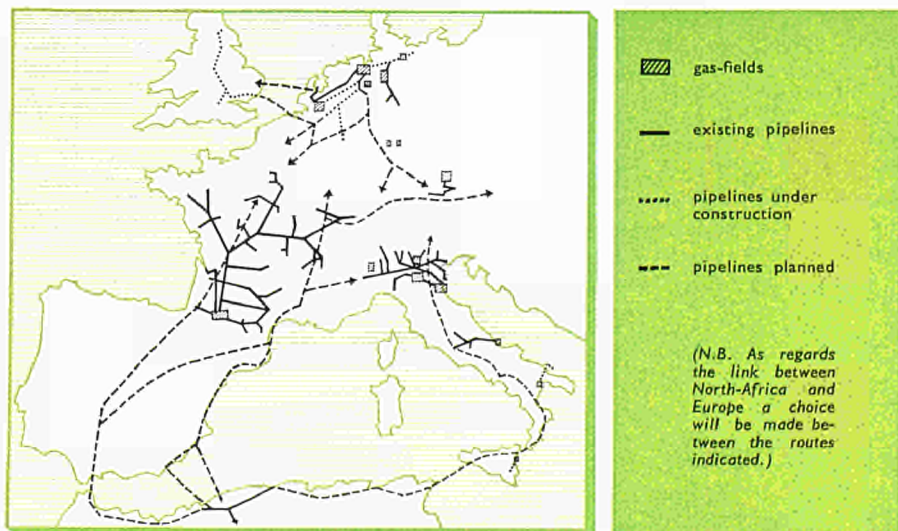 gas-fields
existing pipelines
pipelines under
construction
pipelines planned
(N.B. As regards
the link between
North-Africa and
Europe a choice
will be made be-
tween the routes
indicated.)